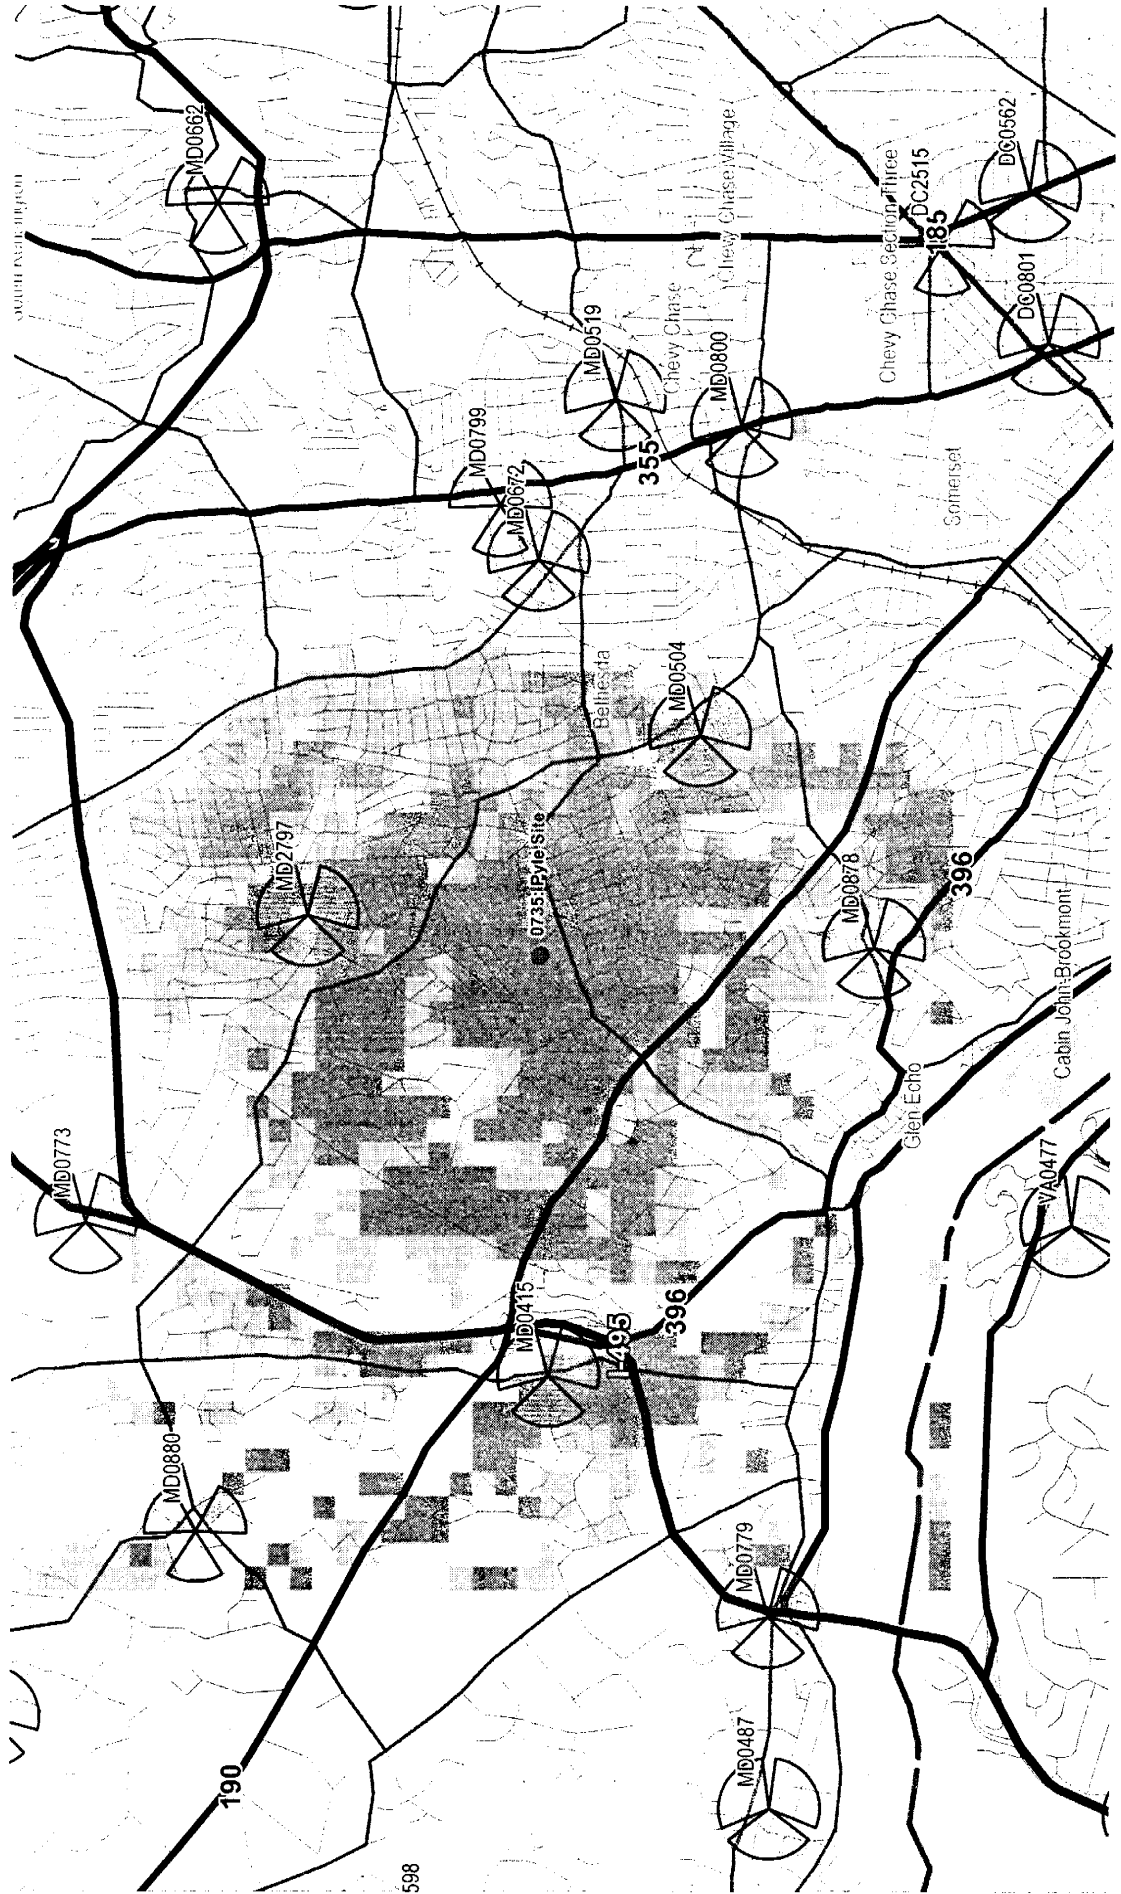 MD0662
DC0562
Chevy Chase Village
Chevy Chase Section Three
DC2515
185
DC0801
MD0519
Chevy Chase
MD0800
MD0799
MD0672
355
Somerset
Bethesda
MD0504
MD2797
0735: Pyle Site
MD0878
396
Cabin John-Brookmont
Glen Echo
MD0773
VA0477
MD0415
I-495
396
MD0880
MD0779
190
MD0487
598